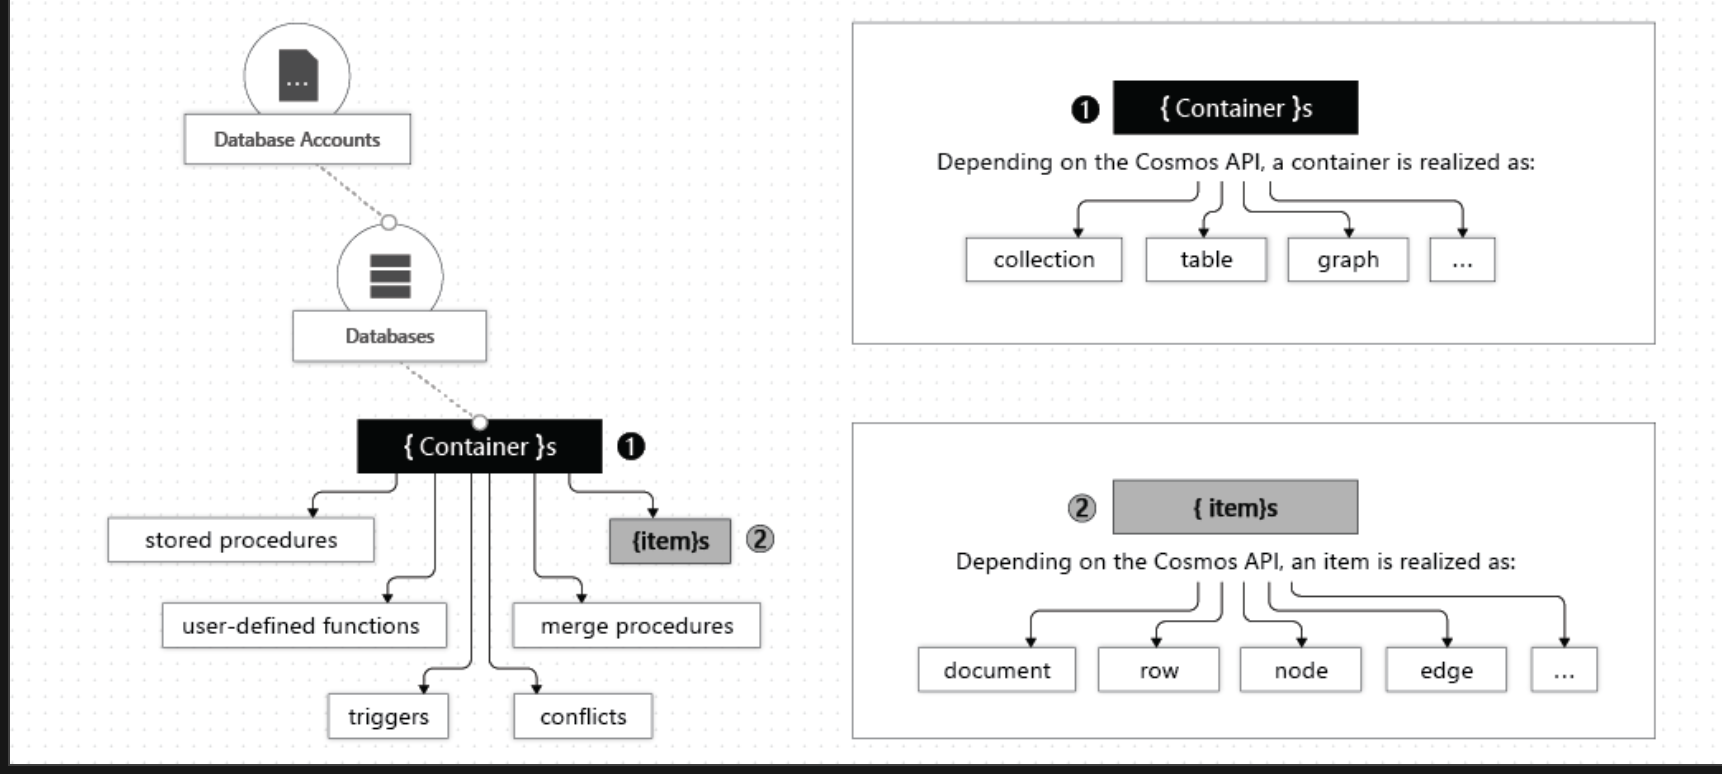 ...
Database Accounts
Databases
{ Container }s
1
stored procedures
{item}s
2
user-defined functions
merge procedures
triggers
conflicts
1
{ Container }s
Depending on the Cosmos API, a container is realized as:
collection
table
graph
...
2
{ item}s
Depending on the Cosmos API, an item is realized as:
document
row
node
edge
...